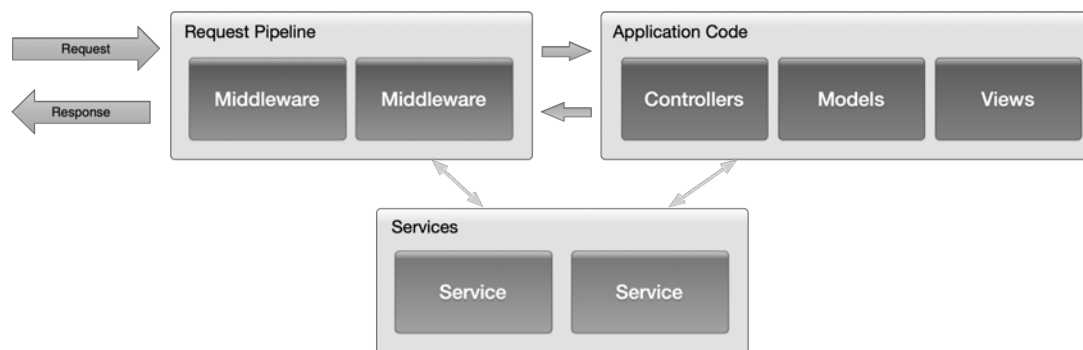 Request Pipeline
Application Code
Request
Middleware
Middleware
Controllers
Models
Views
Response
Services
Service
Service